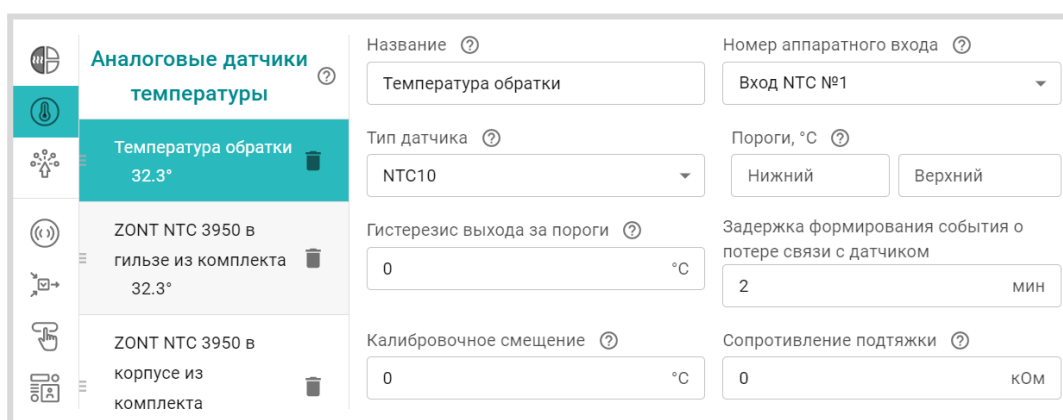 Аналоговые датчики
температуры
Температура обратки
32.3°
ZONT NTC 3950 в
гильзе из комплекта
32.3°
ZONT NTC 3950 в
корпусе из
комплекта
Название
Температура обратки
Номер аппаратного входа
Вход NTC №1
Тип датчика
NTC10
Пороги, °C
Нижний
Верхний
Гистерезис выхода за пороги
0 °C
Задержка формирования события о
потере связи с датчиком
2 мин
Калибровочное смещение
0 °C
Сопротивление подтяжки
0 кОм